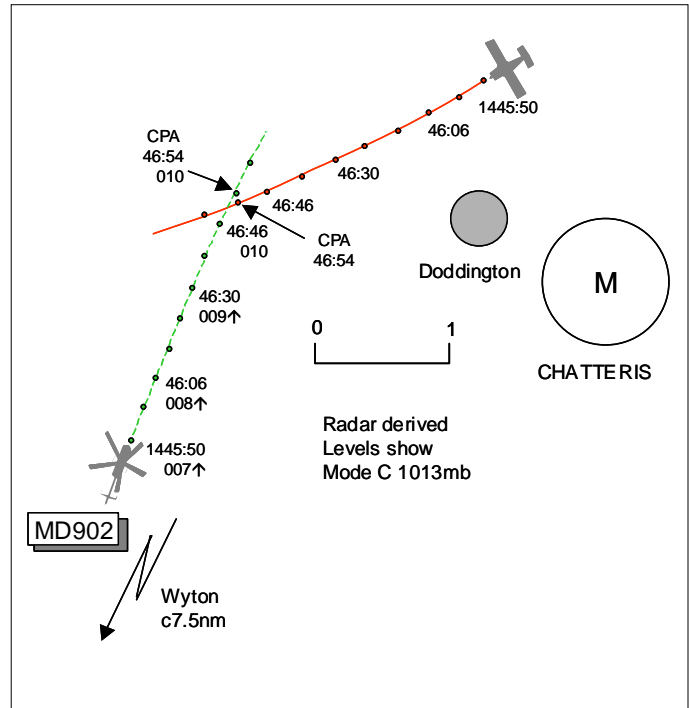 1445:50
46:06
CPA
46:54
010
46:30
46:46
46:46
010
CPA
46:54
Doddington
M
CHATTERIS
46:30
009↑
0 1
46:06
008↑
Radar derived
Levels show
Mode C 1013mb
1445:50
007↑
MD902
Wyton
c7.5nm